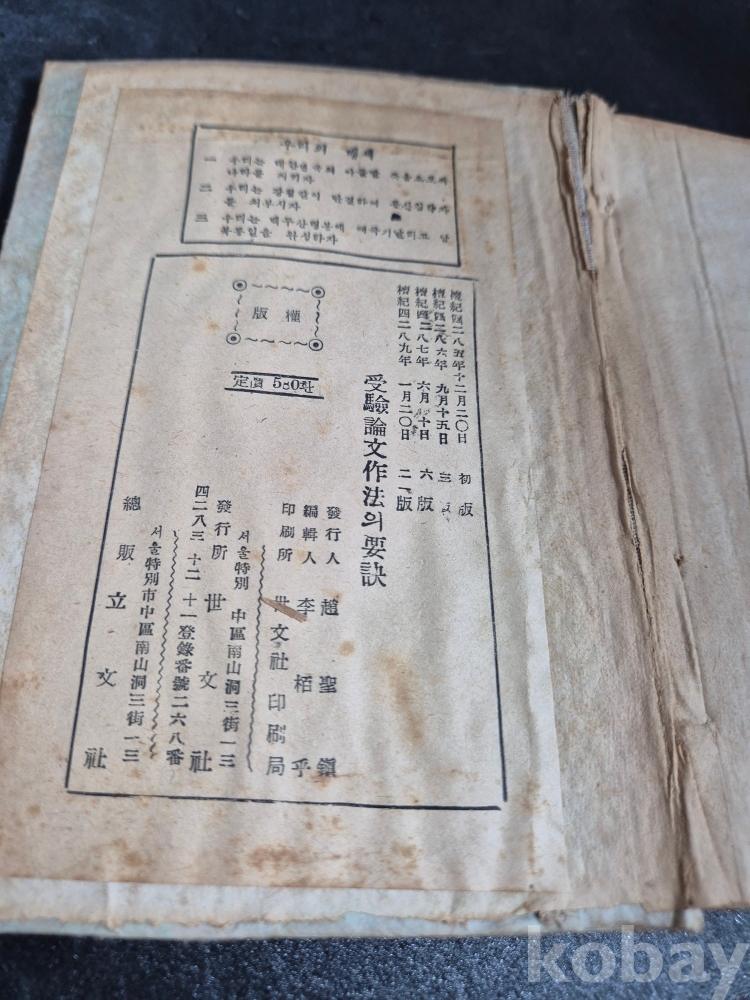 우리의 맹세
一 우리는 대한민국의 아들딸 죽음으로써
나라를 지키자
二 우리는 강철같이 단결하여 공산침략자
를 쳐부시자
三 우리는 백두산영봉에 태극기날리고 남
북통일을 완성하자
檀紀四二八五年十二月二〇日 初版
檀紀四二八六年 九月十五日 三版
檀紀四二八七年 六月 十日 六版
檀紀四二八九年 一月二〇日 二一版
受驗論文作法의要訣
版權
定價 580환
發行人 趙聖鎭
編輯人 李栢乎
印刷所 世文社印刷局
서울特別 中區南山洞三街一三
發行所 世文社
四二八三 十二 十一登錄番號二六八番
서울特別市中區南山洞三街一三
總販 立文社
kobay